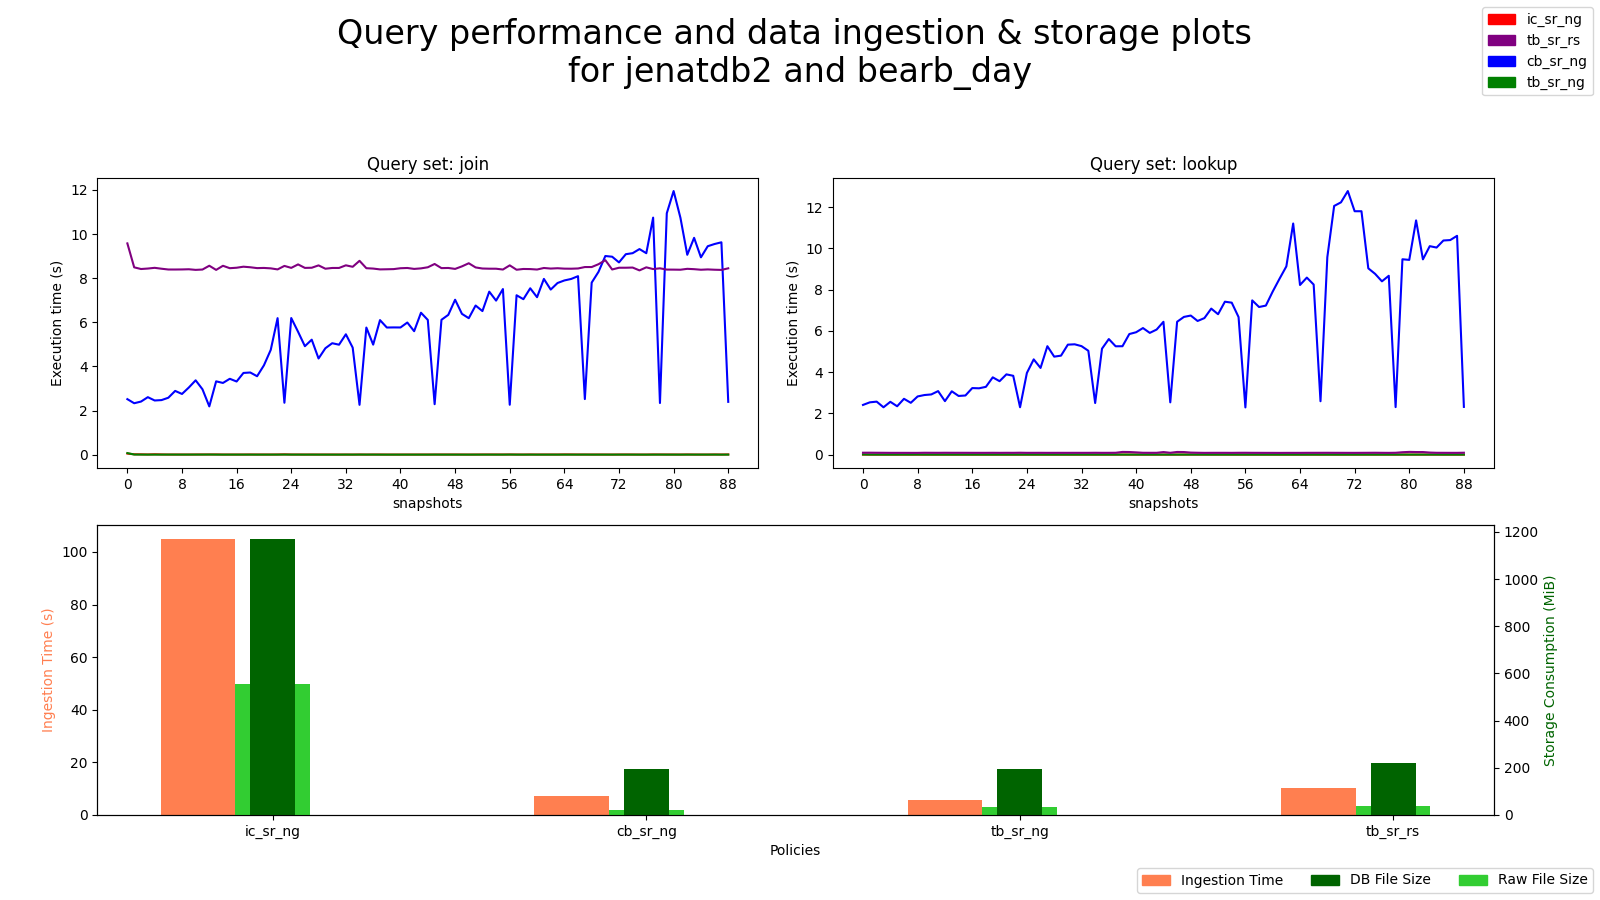 Query performance and data ingestion & storage plots
for jenatdb2 and bearb_day
ic_sr_ng
tb_sr_rs
cb_sr_ng
tb_sr_ng
Query set: join
Execution time (s)
12
10
8
6
4
2
0
0 8 16 24 32 40 48 56 64 72 80 88
snapshots
Query set: lookup
Execution time (s)
12
10
8
6
4
2
0
0 8 16 24 32 40 48 56 64 72 80 88
snapshots
Ingestion Time (s)
100
80
60
40
20
0
1200
1000
800
600
400
200
0
Storage Consumption (MiB)
ic_sr_ng cb_sr_ng tb_sr_ng tb_sr_rs
Policies
Ingestion Time DB File Size Raw File Size